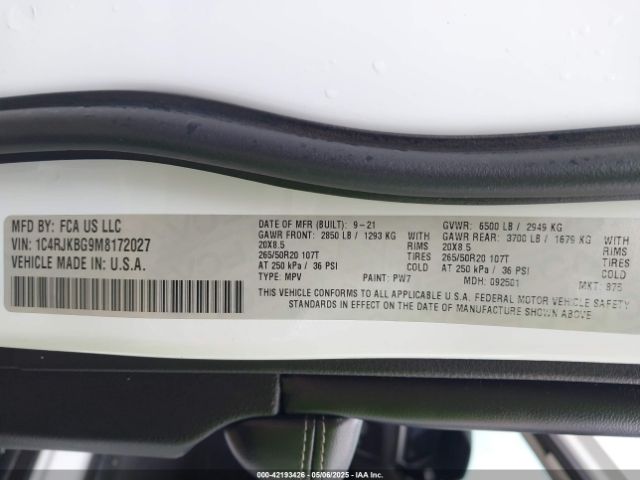 MFD BY: FCA US LLC
VIN: 1C4RJKBG9M8172027
VEHICLE MADE IN: U.S.A.
DATE OF MFR (BUILT): 9-21
GAWR FRONT: 2850 LB / 1293 KG WITH
20X8.5 RIMS
265/50R20 107T TIRES
AT 250 kPa / 36 PSI COLD
TYPE: MPV PAINT: PW7
GVWR: 6500 LB / 2949 KG
GAWR REAR: 3700 LB / 1679 KG WITH
20X8.5 RIMS
265/50R20 107T TIRES
AT 250 kPa / 36 PSI COLD
MDH: 092501 MKT: 875
THIS VEHICLE CONFORMS TO ALL APPLICABLE U.S.A. FEDERAL MOTOR VEHICLE SAFETY
STANDARDS IN EFFECT ON THE DATE OF MANUFACTURE SHOWN ABOVE
000-42193426 - 05/06/2025 - IAA Inc.